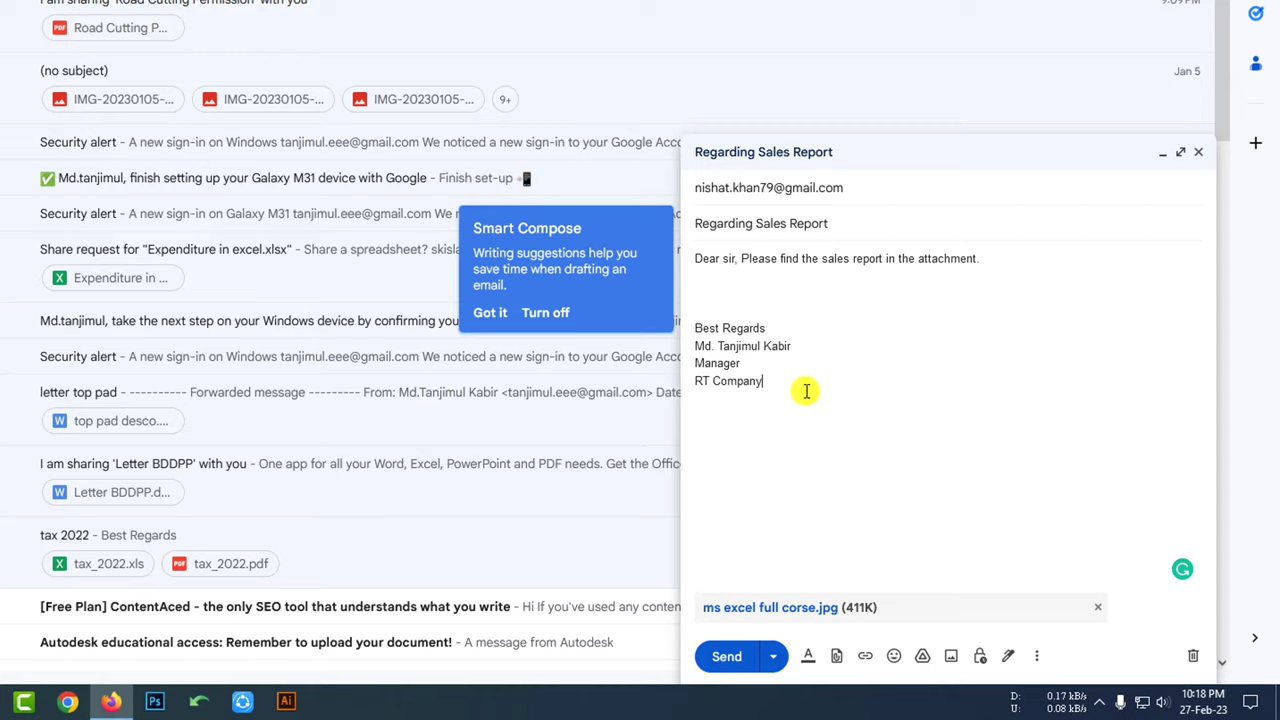 I am sharing 'Road Cutting Permission' with you
9:09 PM
Road Cutting P...
(no subject)
Jan 5
IMG-20230105-...
IMG-20230105-...
IMG-20230105-...
9+
Security alert - A new sign-in on Windows tanjimul.eee@gmail.com We noticed a new sign-in to your Google Acco
✅ Md.tanjimul, finish setting up your Galaxy M31 device with Google - Finish set-up 📲
Security alert - A new sign-in on Galaxy M31 tanjimul.eee@gmail.com We
Share request for "Expenditure in excel.xlsx" - Share a spreadsheet? skisla
Expenditure in ...
Md.tanjimul, take the next step on your Windows device by confirming you
Security alert - A new sign-in on Windows tanjimul.eee@gmail.com We noticed a new sign-in to your Google Acco
letter top pad - ---------- Forwarded message --------- From: Md.Tanjimul Kabir <tanjimul.eee@gmail.com> Date
top pad desco....
I am sharing 'Letter BDDPP' with you - One app for all your Word, Excel, PowerPoint and PDF needs. Get the Offic
Letter BDDPP.d...
tax 2022 - Best Regards
tax_2022.xls
tax_2022.pdf
[Free Plan] ContentAced - the only SEO tool that understands what you write - Hi If you've used any conten
Autodesk educational access: Remember to upload your document! - A message from Autodesk
Smart Compose
Writing suggestions help you
save time when drafting an
email.
Got it Turn off
Regarding Sales Report
nishat.khan79@gmail.com
Regarding Sales Report
Dear sir, Please find the sales report in the attachment.
Best Regards
Md. Tanjimul Kabir
Manager
RT Company
ms excel full corse.jpg (411K)
Send
D: 0.17 kB/s
U: 0.08 kB/s
10:18 PM
27-Feb-23